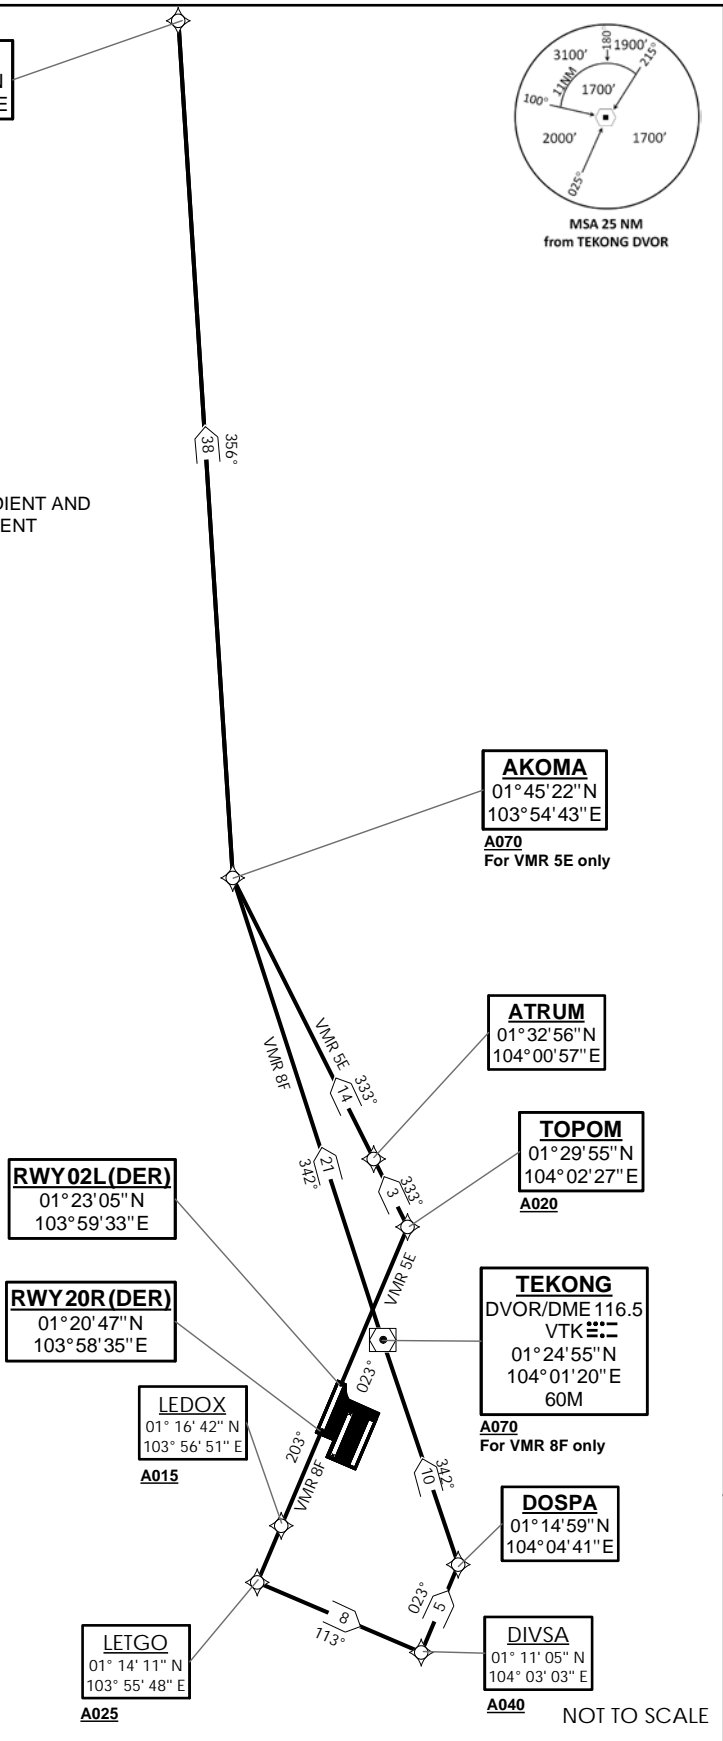 N
E
3100'
180°
1900'
215°
11NM
1700'
100°
2000'
1700'
025°
MSA 25 NM
from TEKONG DVOR
38
356°
DIENT AND
ENT
AKOMA
01°45'22"N
103°54'43"E
A070
For VMR 5E only
ATRUM
01°32'56"N
104°00'57"E
VMR 5E
VMR 8F
333°
14
TOPOM
01°29'55"N
104°02'27"E
A020
21
342°
333°
3
RWY02L(DER)
01°23'05"N
103°59'33"E
VMR 5E
TEKONG
DVOR/DME 116.5
VTK
01°24'55"N
104°01'20"E
60M
A070
For VMR 8F only
RWY20R(DER)
01°20'47"N
103°58'35"E
023°
LEDOX
01° 16' 42" N
103° 56' 51" E
A015
203°
VMR 8F
342°
10
DOSPA
01°14'59"N
104°04'41"E
023°
5
8
113°
LETGO
01° 14' 11" N
103° 55' 48" E
A025
DIVSA
01° 11' 05" N
104° 03' 03" E
A040
NOT TO SCALE